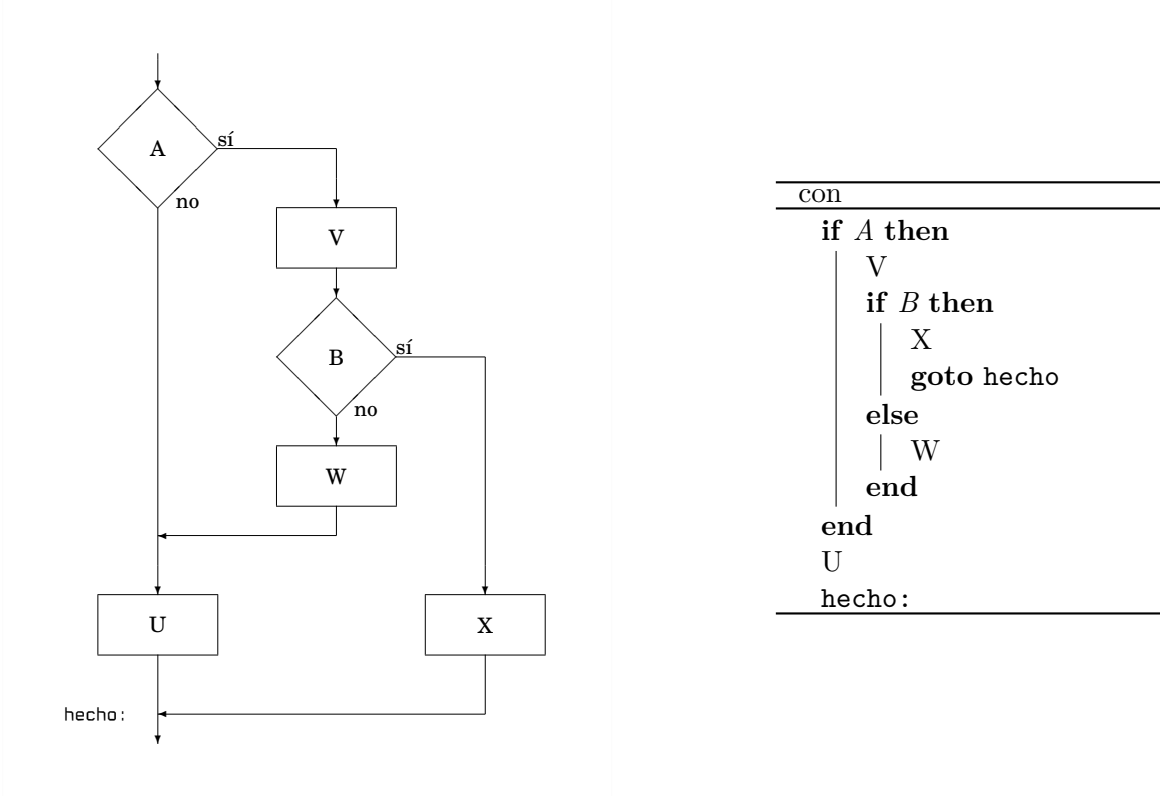 A
sí
no
V
B
sí
no
W
U
X
hecho:
con
if A then
V
if B then
X
goto hecho
else
W
end
end
U
hecho: